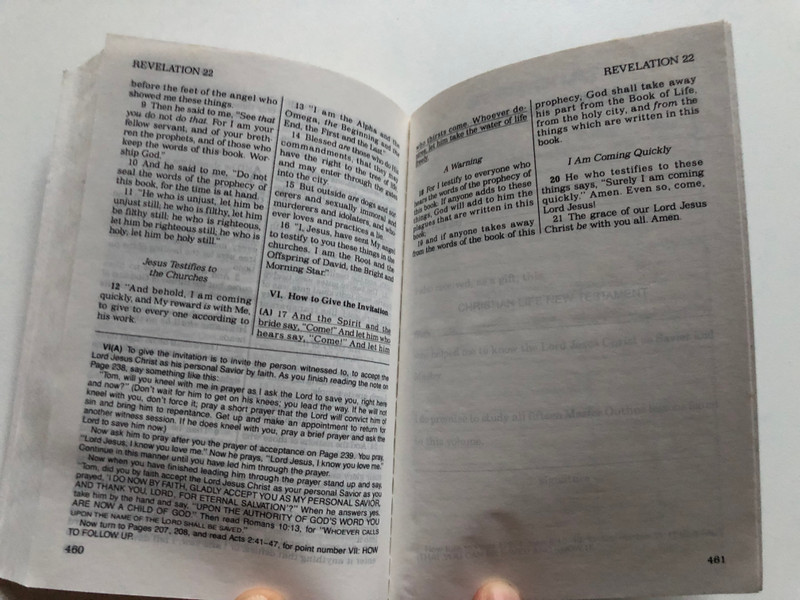 REVELATION 22
before the feet of the angel who
showed me these things.
9 Then he said to me, "See that
you do not do that. For I am your
fellow servant, and of your breth-
ren the prophets, and of those who
keep the words of this book. Wor-
ship God."
10 And he said to me, "Do not
seal the words of the prophecy of
this book, for the time is at hand.
11 "He who is unjust, let him be
unjust still; he who is filthy, let him
be filthy still; he who is righteous,
let him be righteous still; he who is
holy, let him be holy still."
Jesus Testifies to
the Churches
12 "And behold, I am coming
quickly, and My reward is with Me,
to give to every one according to
his work.
13 "I am the Alpha and the
Omega, the Beginning and the
End, the First and the Last."
14 Blessed are those who do His
commandments, that they may
have the right to the tree of life,
and may enter through the gates
into the city.
15 But outside are dogs and sor-
cerers and sexually immoral and
murderers and idolaters, and who-
ever loves and practices a lie.
16 "I, Jesus, have sent My angel
to testify to you these things in the
churches. I am the Root and the
Offspring of David, the Bright and
Morning Star."
VI. How to Give the Invitation
(A) 17 And the Spirit and the
bride say, "Come!" And let him who
hears say, "Come!" And let him
VI(A) To give the invitation is to invite the person witnessed to, to accept the
Lord Jesus Christ as his personal Savior by faith. As you finish reading the note on
Page 238, say something like this:
"Tom, will you kneel with me in prayer as I ask the Lord to save you, right here
and now?" (Don't wait for him to get on his knees; you lead the way. If he will not
kneel with you, don't force it; pray a short prayer that the Lord will convict him of
sin and bring him to repentance. Get up and make an appointment to return for
another witness session. If he does kneel with you, pray a brief prayer and ask the
Lord to save him now.)
Now ask him to pray after you the prayer of acceptance on Page 239. You pray,
"Lord Jesus, I know you love me." Now he prays, "Lord Jesus, I know you love me."
Continue in this manner until you have led him through the prayer.
Now when you have finished leading him through the prayer stand up and say,
"Tom, did you by faith accept the Lord Jesus Christ as your personal Savior as you
prayed, 'I DO NOW BY FAITH, GLADLY ACCEPT YOU AS MY PERSONAL SAVIOR,
AND THANK YOU, LORD, FOR ETERNAL SALVATION'?" When he answers yes,
take him by the hand and say, "UPON THE AUTHORITY OF GOD'S WORD YOU
ARE NOW A CHILD OF GOD." Then read Romans 10:13, for "WHOEVER CALLS
UPON THE NAME OF THE LORD SHALL BE SAVED."
Now turn to Pages 207, 208, and read Acts 2:41–47, for point number VII: HOW
TO FOLLOW UP.
460
REVELATION 22
who thirsts come. Whoever de-
sires, let him take the water of life
freely.
A Warning
18 For I testify to everyone who
hears the words of the prophecy of
this book: If anyone adds to these
things, God will add to him the
plagues that are written in this
book;
19 and if anyone takes away
from the words of the book of this
prophecy, God shall take away
his part from the Book of Life,
from the holy city, and from the
things which are written in this
book.
I Am Coming Quickly
20 He who testifies to these
things says, "Surely I am coming
quickly." Amen. Even so, come,
Lord Jesus!
21 The grace of our Lord Jesus
Christ be with you all. Amen.
CHRISTIAN LIFE NEW TESTAMENT
461